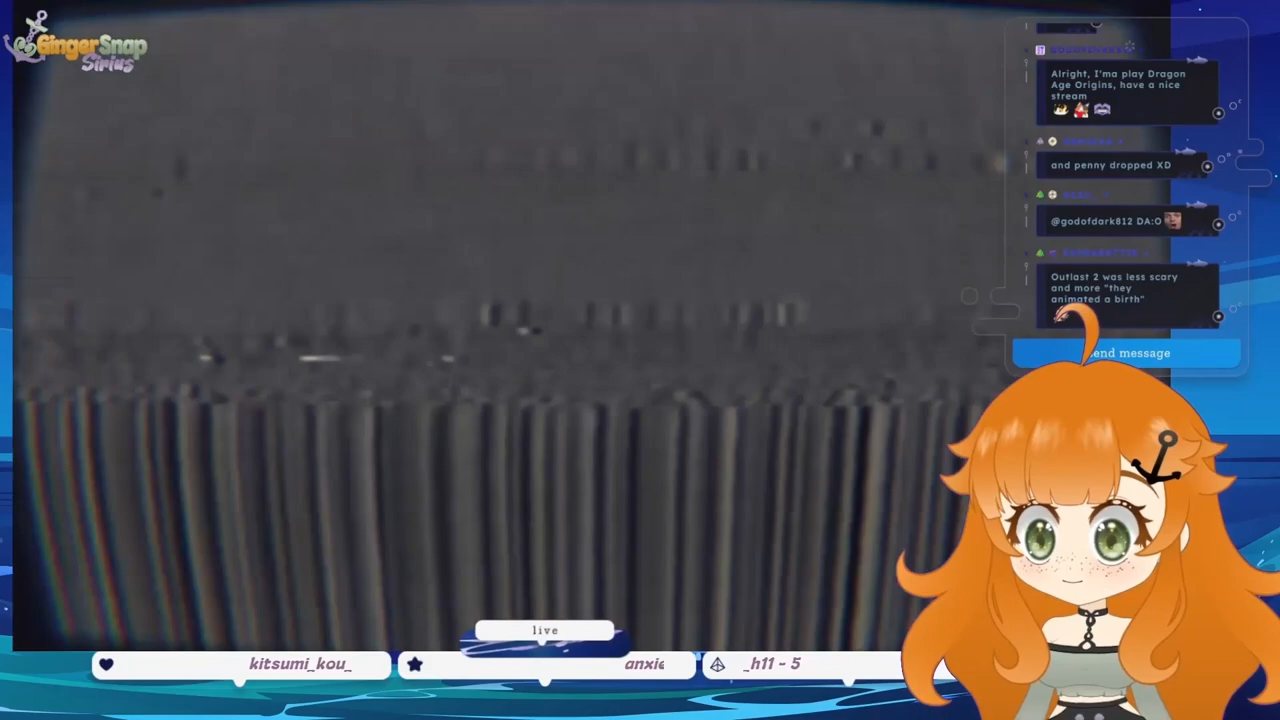 GingerSnap
Sirius
Alright, I'ma play Dragon
Age Origins, have a nice
stream
and penny dropped XD
@godofdark812 DA:O
Outlast 2 was less scary
and more "they
animated a birth"
end message
live
kitsumi_kou_
anxie
_h11 - 5